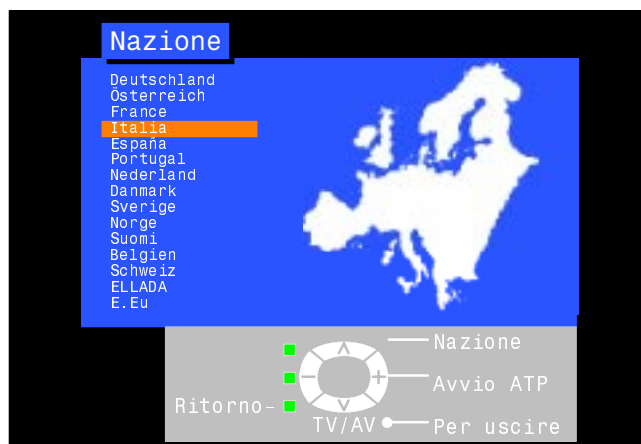 Nazione
Deutschland
Österreich
France
Italia
España
Portugal
Nederland
Danmark
Sverige
Norge
Suomi
Belgien
Schweiz
ELLADA
E.Eu
Nazione
Avvio ATP
Ritorno
TV/AV Per uscire